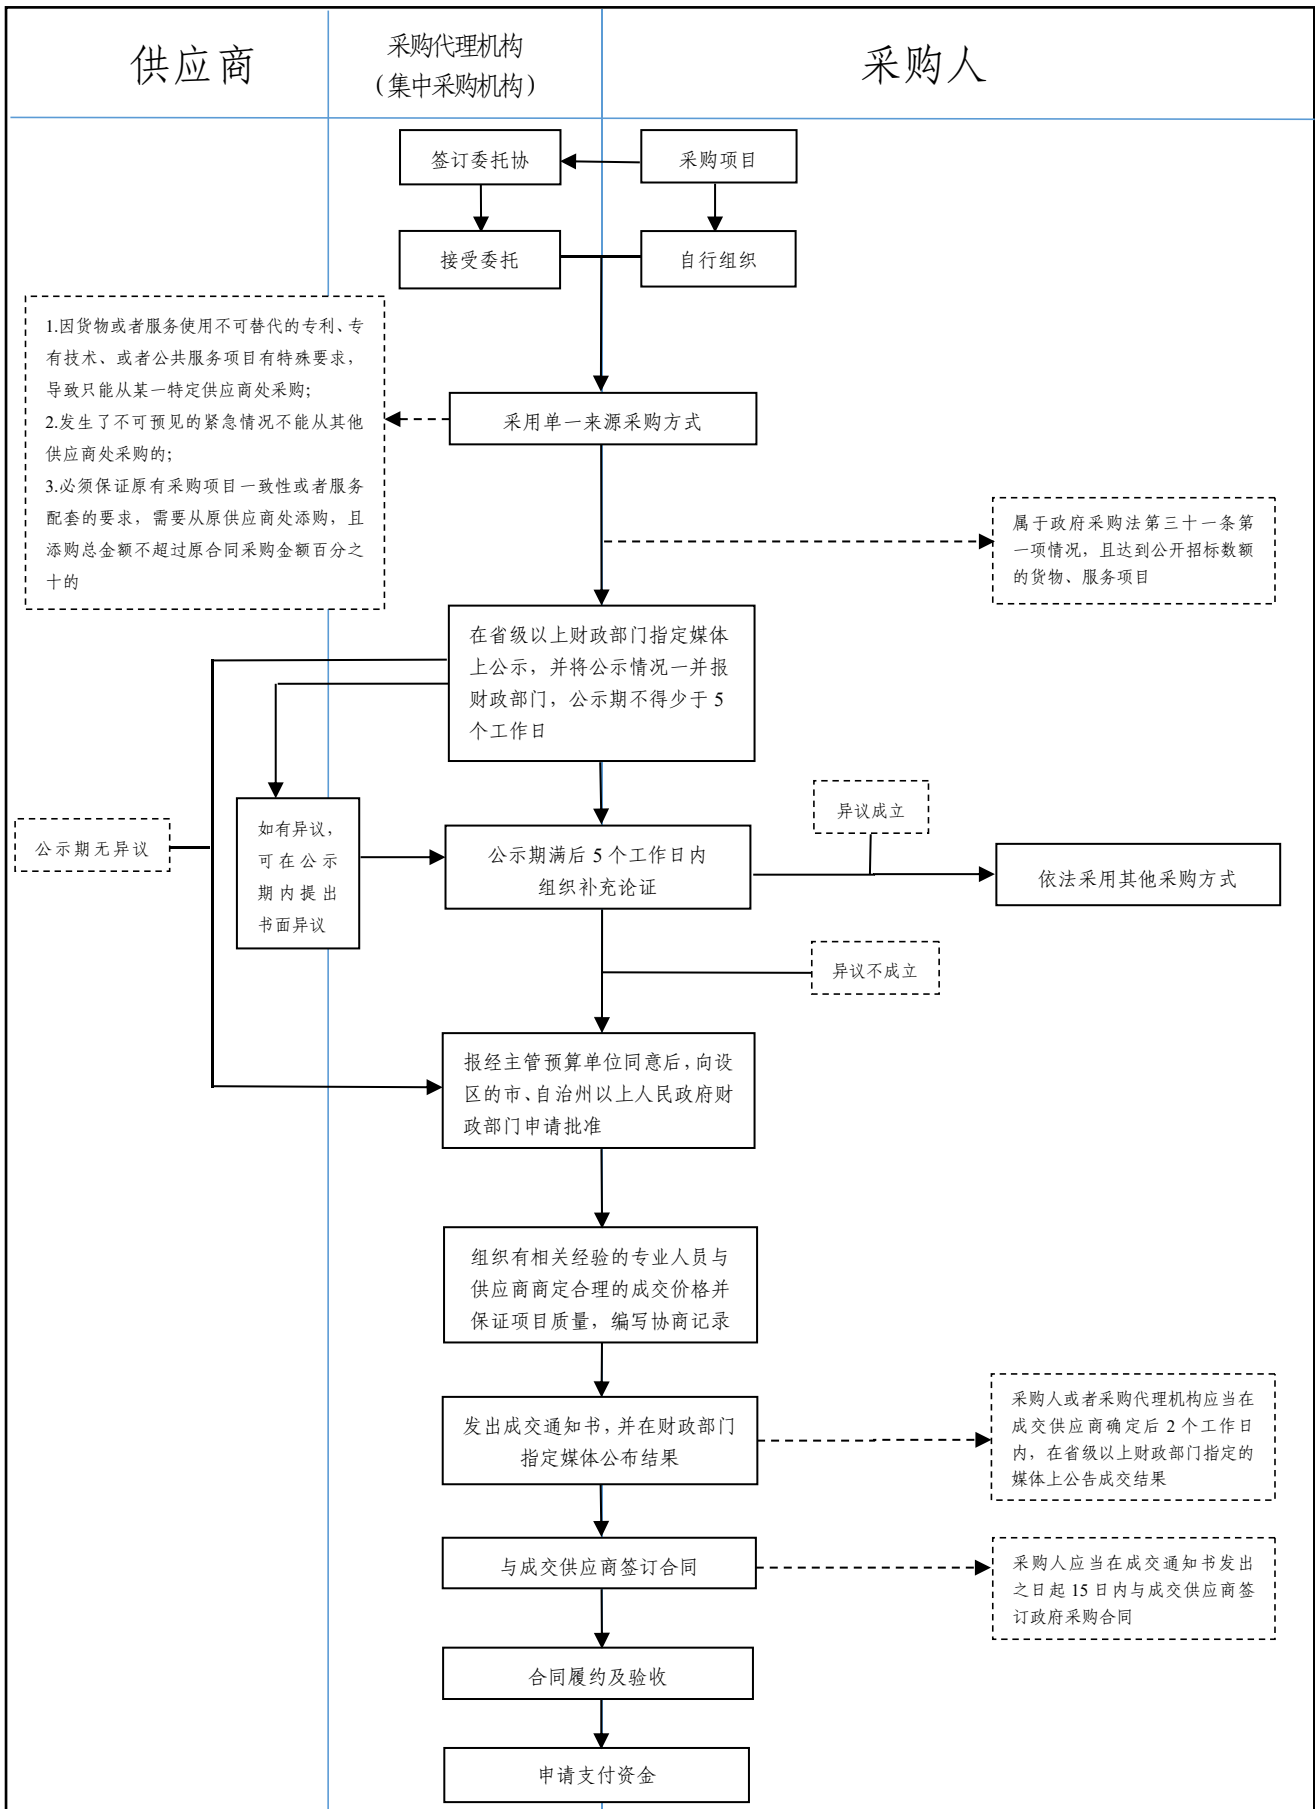 供应商
采购代理机构
（集中采购机构）
采购人
签订委托协
采购项目
接受委托
自行组织
1.因货物或者服务使用不可替代的专利、专
有技术、或者公共服务项目有特殊要求，
导致只能从某一特定供应商处采购；
2.发生了不可预见的紧急情况不能从其他
供应商处采购的；
3.必须保证原有采购项目一致性或者服务
配套的要求，需要从原供应商处添购，且
添购总金额不超过原合同采购金额百分之
十的
采用单一来源采购方式
属于政府采购法第三十一条第
一项情况，且达到公开招标数额
的货物、服务项目
在省级以上财政部门指定媒体
上公示，并将公示情况一并报
财政部门，公示期不得少于 5
个工作日
异议成立
公示期无异议
如有异议，
可在公示
期内提出
书面异议
公示期满后 5 个工作日内
组织补充论证
依法采用其他采购方式
异议不成立
报经主管预算单位同意后，向设
区的市、自治州以上人民政府财
政部门申请批准
组织有相关经验的专业人员与
供应商商定合理的成交价格并
保证项目质量，编写协商记录
发出成交通知书，并在财政部门
指定媒体公布结果
采购人或者采购代理机构应当在
成交供应商确定后 2 个工作日
内，在省级以上财政部门指定的
媒体上公告成交结果
与成交供应商签订合同
采购人应当在成交通知书发出
之日起 15 日内与成交供应商签
订政府采购合同
合同履约及验收
申请支付资金